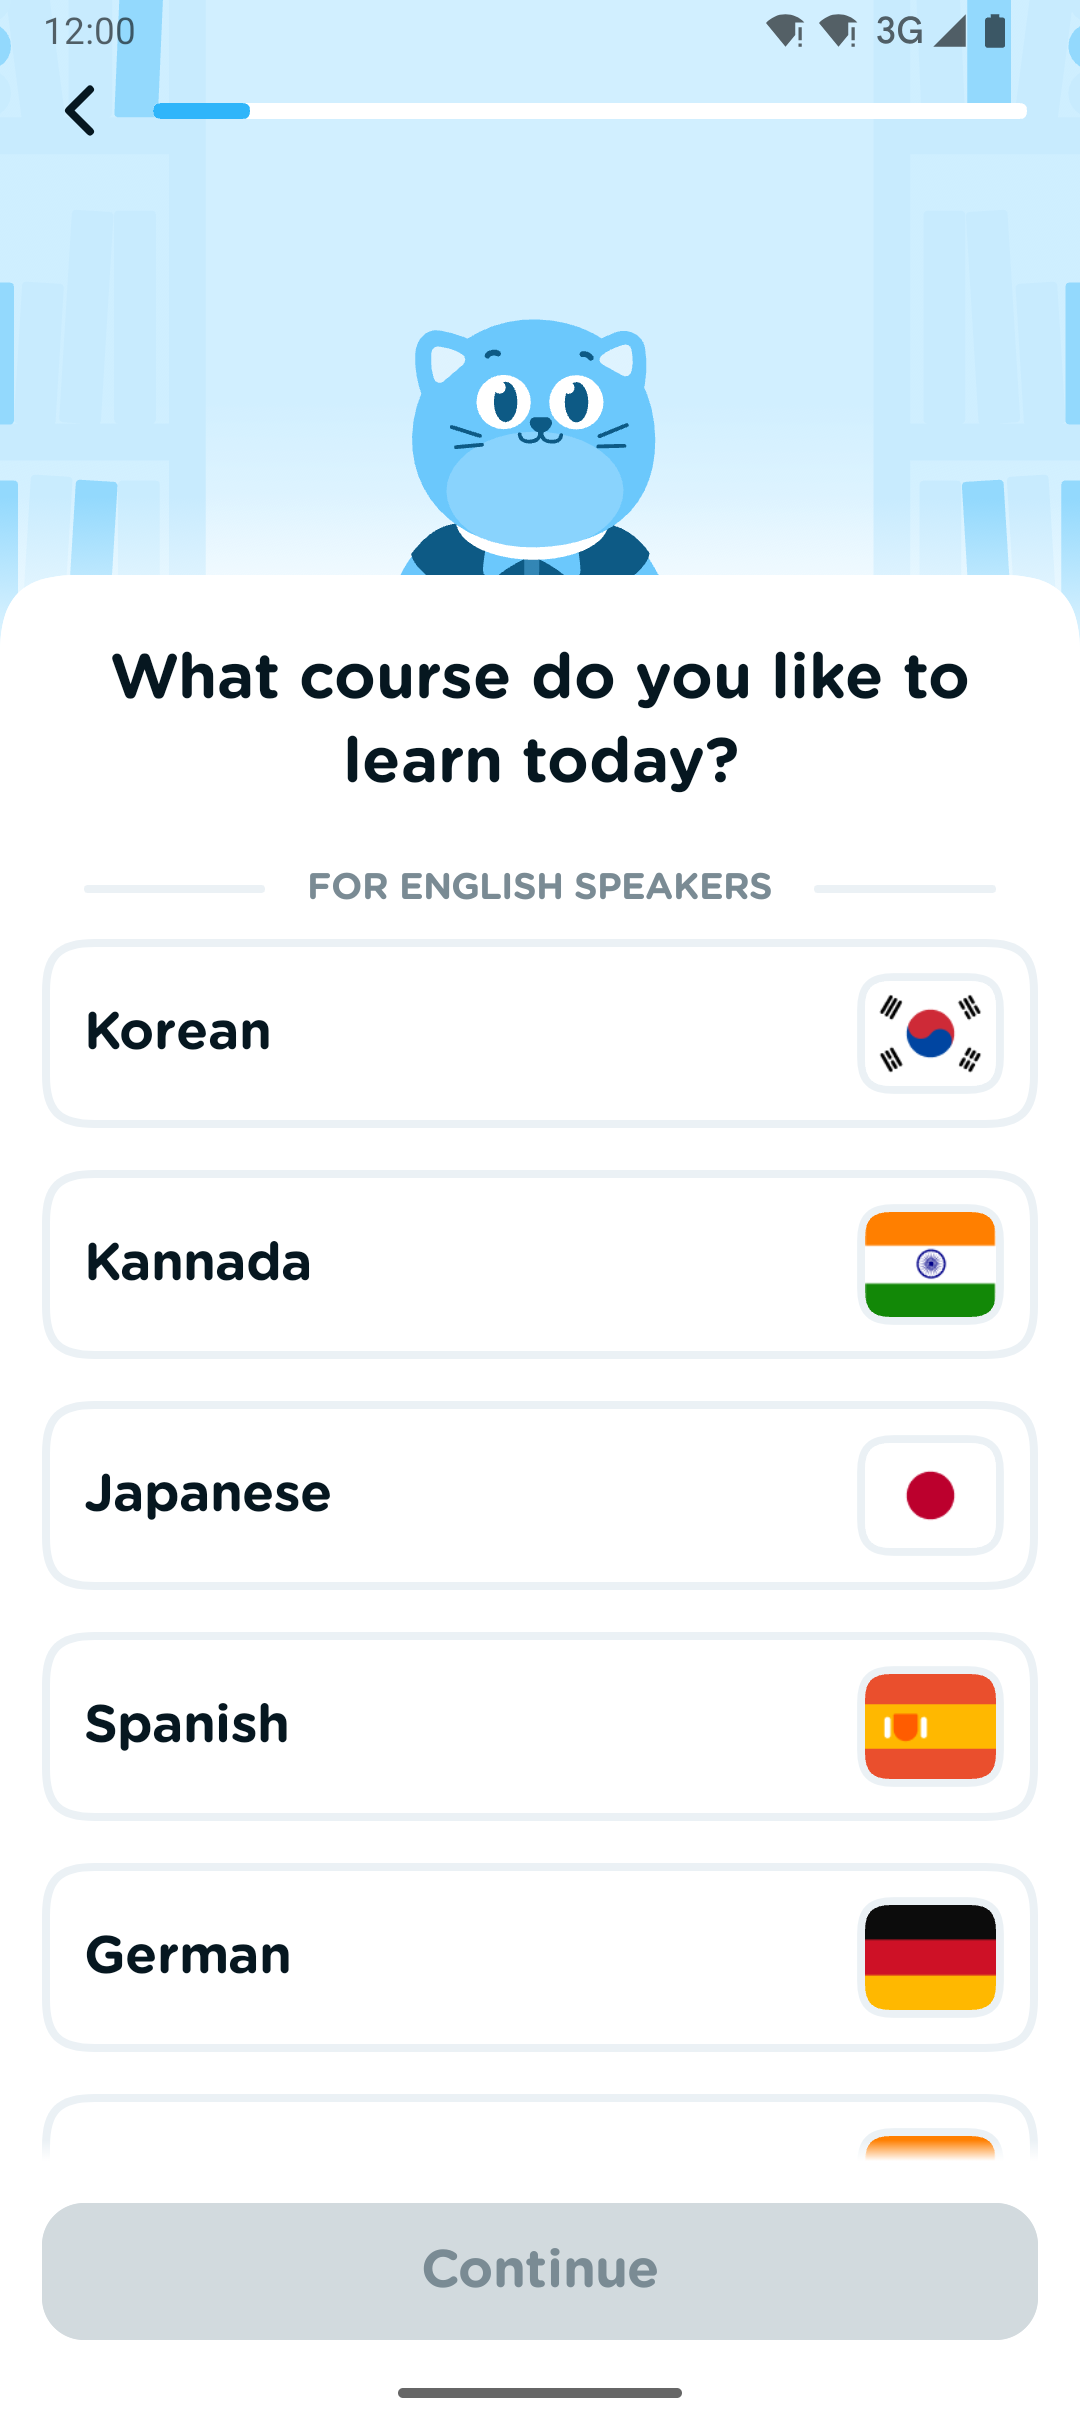 12:00
3G
What course do you like to
learn today?
FOR ENGLISH SPEAKERS
Korean
Kannada
Japanese
Spanish
German
Continue